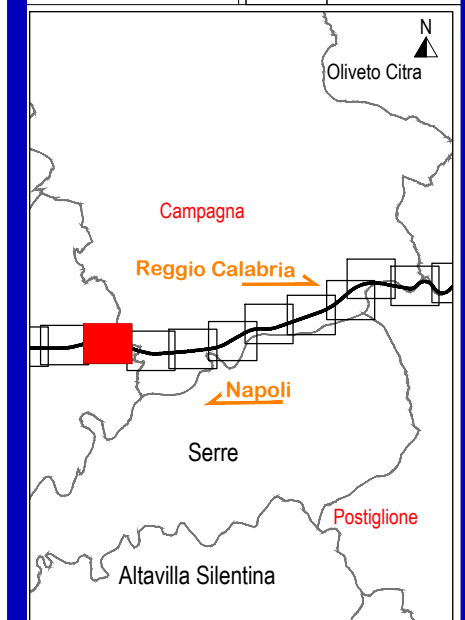 N
Oliveto Citra
Campagna
Reggio Calabria
Napoli
Serre
Postiglione
Altavilla Silentina